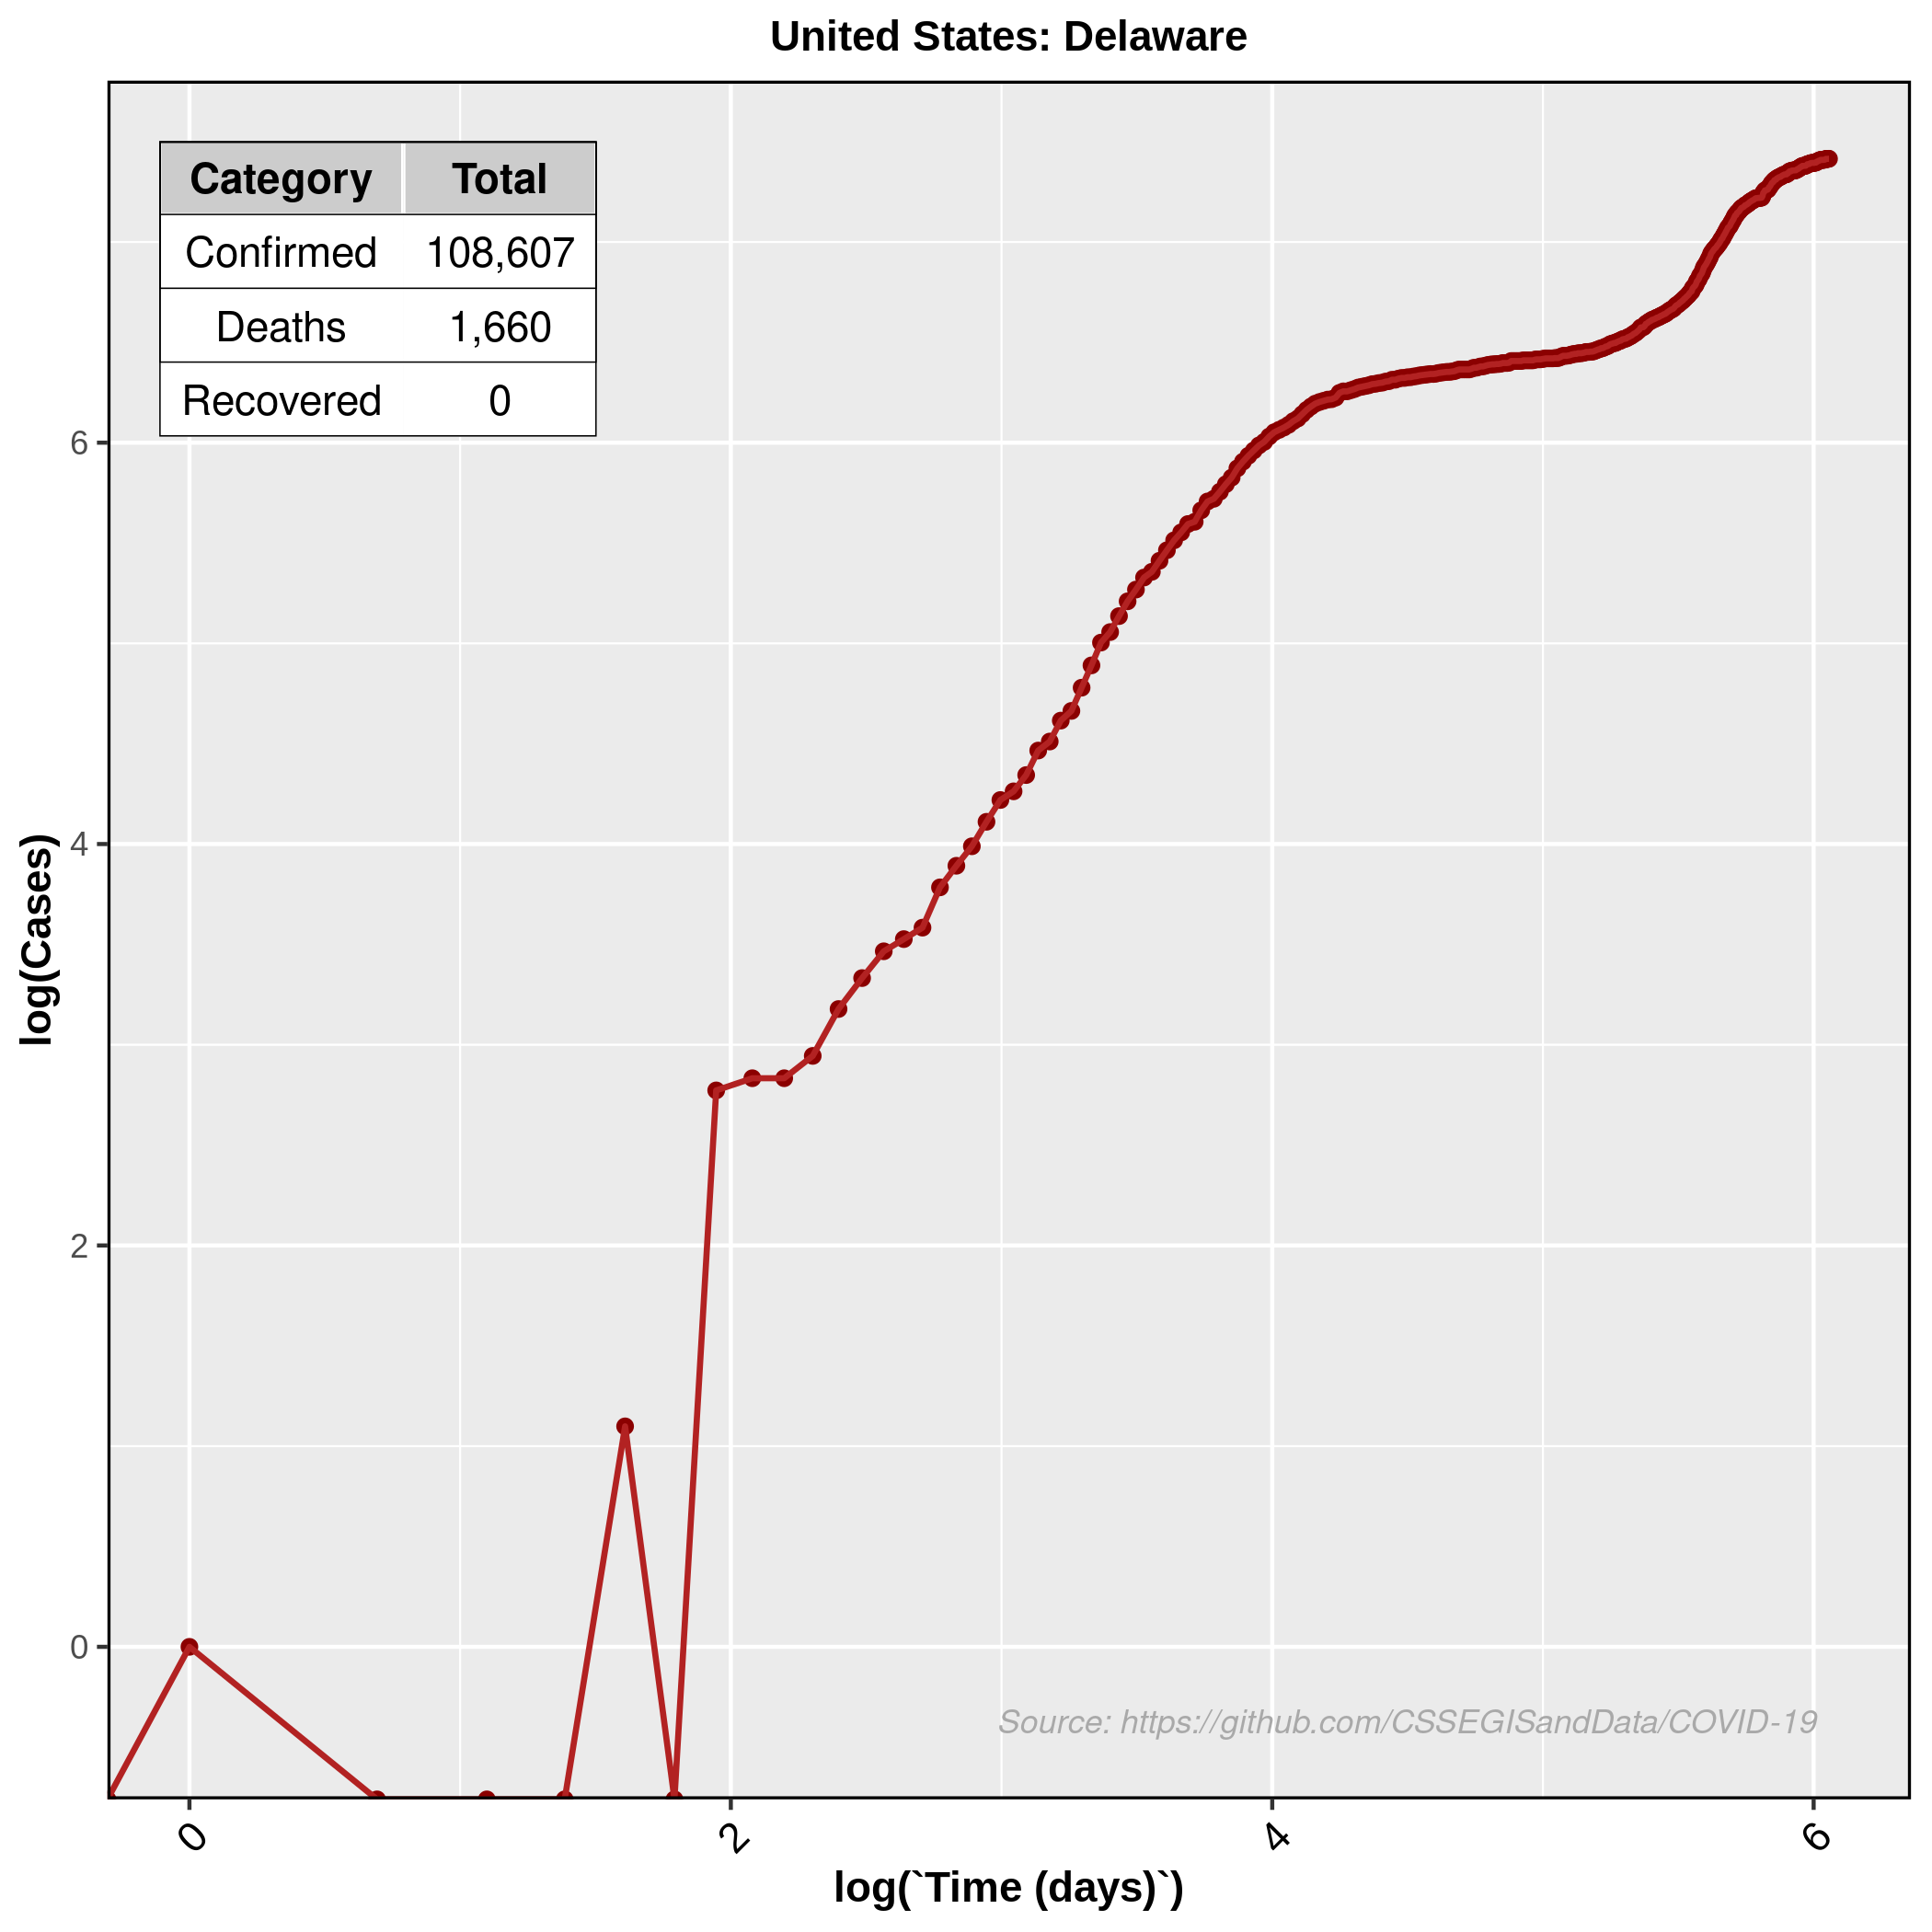 United States: Delaware
Category Total
Confirmed 108,607
Deaths 1,660
Recovered 0
6
4
2
0
log(Cases)
Source: https://github.com/CSSEGISandData/COVID-19
0 2 4 6
log(`Time (days)`)